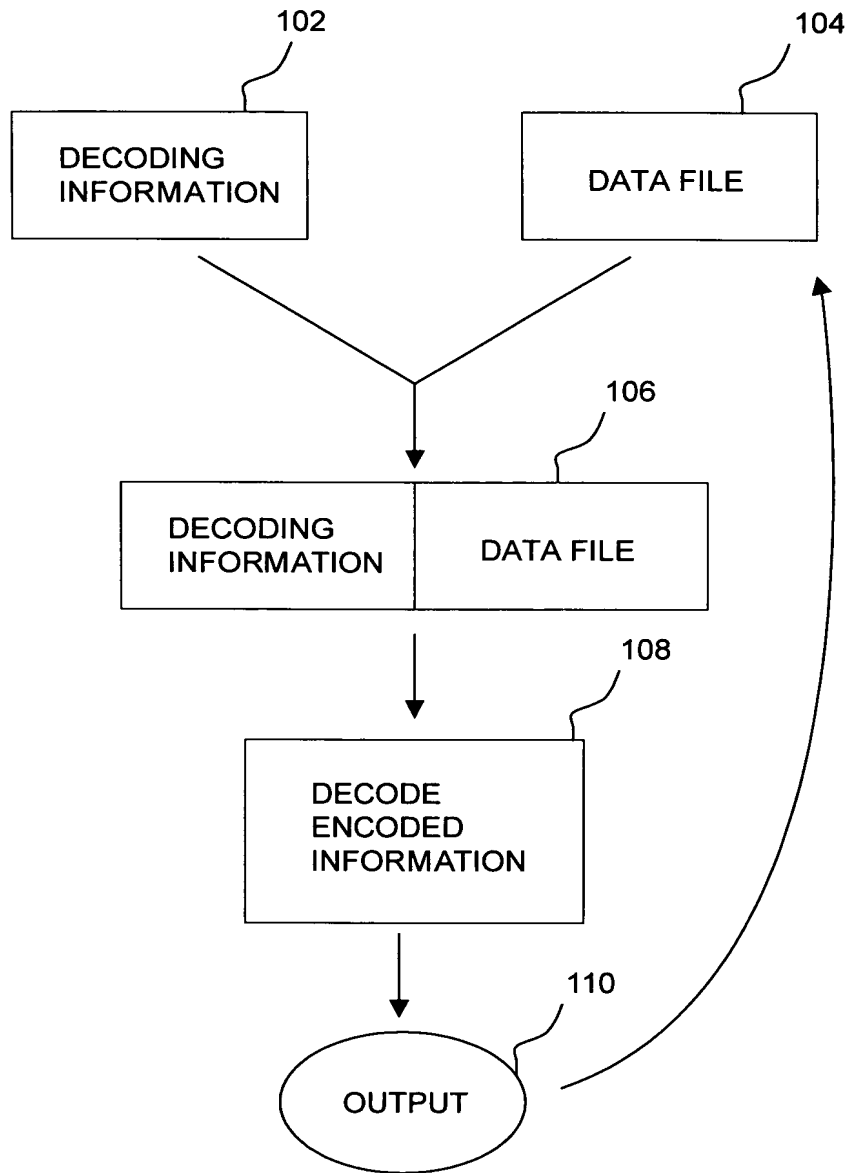 102
104
DECODING
INFORMATION
DATA FILE
106
DECODING
INFORMATION
DATA FILE
108
DECODE
ENCODED
INFORMATION
110
OUTPUT